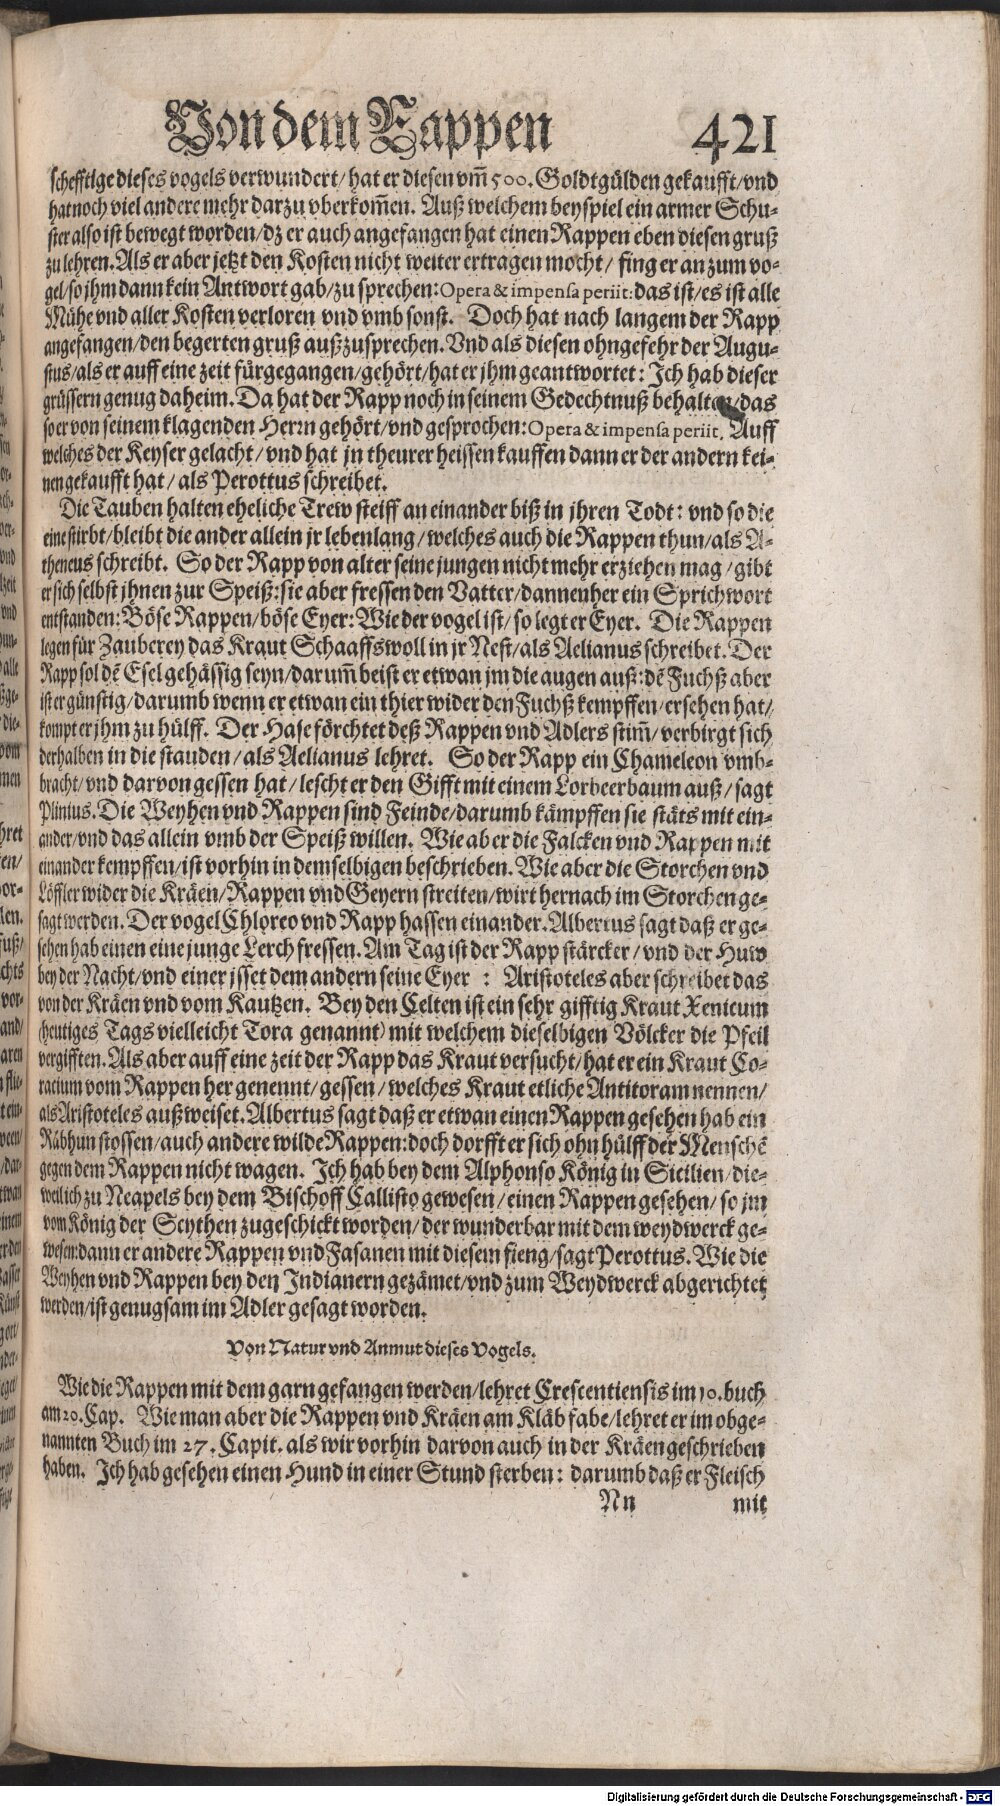 Von dem Rappen 421
schefftige dieses vogels verwundert/ hat er diesen vm̃ 500. Goldtgülden gekaufft/ vnd
hat noch viel andere mehr darzu vberkom̃en. Auß welchem beyspiel ein armer Schu-
ster also ist bewegt worden/ dz er auch angefangen hat einen Rappen eben diesen gruß
zu lehren. Als er aber jetzt den Kosten nicht weiter ertragen mocht/ fing er an zum vo-
gel/ so jhm dann kein Antwort gab/ zu sprechen: Opera & impensa periit: das ist/ es ist alle
Mühe vnd aller Kosten verloren vnd vmb sonst. Doch hat nach langem der Rapp
angefangen/ den begerten gruß außzusprechen. Vnd als diesen ohngefehr der Augu-
stus/ als er auff eine zeit fürgegangen/ gehört/ hat er jhm geantwortet: Ich hab dieser
grüssern genug daheim. Da hat der Rapp noch in seinem Gedechtnuß behalten/ das
so er von seinem klagenden Herrn gehört/ vnd gesprochen: Opera & impensa periit. Auff
welches der Keyser gelacht/ vnd hat jn theurer heissen kauffen dann er der andern kei-
nen gekaufft hat/ als Perottus schreibet.
Die Tauben halten eheliche Trew steiff an einander biß in jhren Todt: vnd so die
eine stirbt/ bleibt die ander allein jr lebenlang/ welches auch die Rappen thun/ als A-
theneus schreibt. So der Rapp von alter seine jungen nicht mehr erziehen mag/ gibt
er sich selbst jhnen zur Speiß: sie aber fressen den Vatter/ dannenher ein Sprichwort
entstanden: Böse Rappen/ böse Eyer: Wie der vogel ist/ so legt er Eyer. Die Rappen
legen für Zauberey das Kraut Schaaffswoll in jr Nest/ als Aelianus schreibet. Der
Rapp sol dẽ Esel gehässig seyn/ darum̃ beist er etwan jm die augen auß: dẽ Fuchß aber
ist er günstig/ darumb wenn er etwan ein thier wider den Fuchß kempffen/ ersehen hat/
kompt er jhm zu hülff. Der Hase förchtet deß Rappen vnd Adlers stim̃/ verbirgt sich
derhalben in die stauden/ als Aelianus lehret. So der Rapp ein Chameleon vmb-
bracht/ vnd darvon gessen hat/ lescht er den Gifft mit einem Lorbeerbaum auß/ sagt
Plinius. Die Weyhen vnd Rappen sind Feinde/ darumb kämpffen sie stäts mit ein-
ander/ vnd das allein vmb der Speiß willen. Wie aber die Falcken vnd Rappen mit
einander kempffen/ ist vorhin in demselbigen beschrieben. Wie aber die Storchen vnd
Löffler wider die Kräen/ Rappen vnd Geyern streiten/ wirt hernach im Storchen ge-
sagt werden. Der vogel Chloreo vnd Rapp hassen einander. Albertus sagt daß er ge-
sehen hab einen eine junge Lerch fressen. Am Tag ist der Rapp stärcker/ vnd der Huw
bey der Nacht/ vnd einer jsset dem andern seine Eyer : Aristoteles aber schreibet das
von der Kräen vnd vom Kautzen. Bey den Celten ist ein sehr gifftig Kraut Xenicum
(heutiges Tags vielleicht Tora genannt) mit welchem dieselbigen Völcker die Pfeil
vergifften. Als aber auff eine zeit der Rapp das Kraut versucht/ hat er ein Kraut Co-
racium vom Rappen her genennt/ gessen/ welches Kraut etliche Antitoram nennen/
als Aristoteles außweiset. Albertus sagt daß er etwan einen Rappen gesehen hab ein
Räbhun stossen/ auch andere wilde Rappen: doch dorfft er sich ohn hülff der Menschẽ
gegen dem Rappen nicht wagen. Ich hab bey dem Alphonso König in Sicilien/ die-
weil ich zu Neapels bey dem Bischoff Callisto gewesen/ einen Rappen gesehen/ so jm
vom König der Scythen zugeschickt worden/ der wunderbar mit dem weydwerck ge-
wesen: dann er andere Rappen vnd Fasanen mit diesem fieng/ sagt Perottus. Wie die
Weyhen vnd Rappen bey den Indianern gezämet/ vnd zum Weydwerck abgerichtet
werden/ ist genugsam im Adler gesagt worden.
Von Natur vnd Anmut dieses Vogels.
Wie die Rappen mit dem garn gefangen werden/ lehret Crescentiensis im 10. buch
am 20. Cap. Wie man aber die Rappen vnd Kräen am Kläb fahe/ lehret er im obge-
nannten Buch im 27. Capit. als wir vorhin darvon auch in der Kräen geschrieben
haben. Ich hab gesehen einen Hund in einer Stund sterben: darumb daß er Fleisch
Nn mit
Digitalisierung gefördert durch die Deutsche Forschungsgemeinschaft - DFG